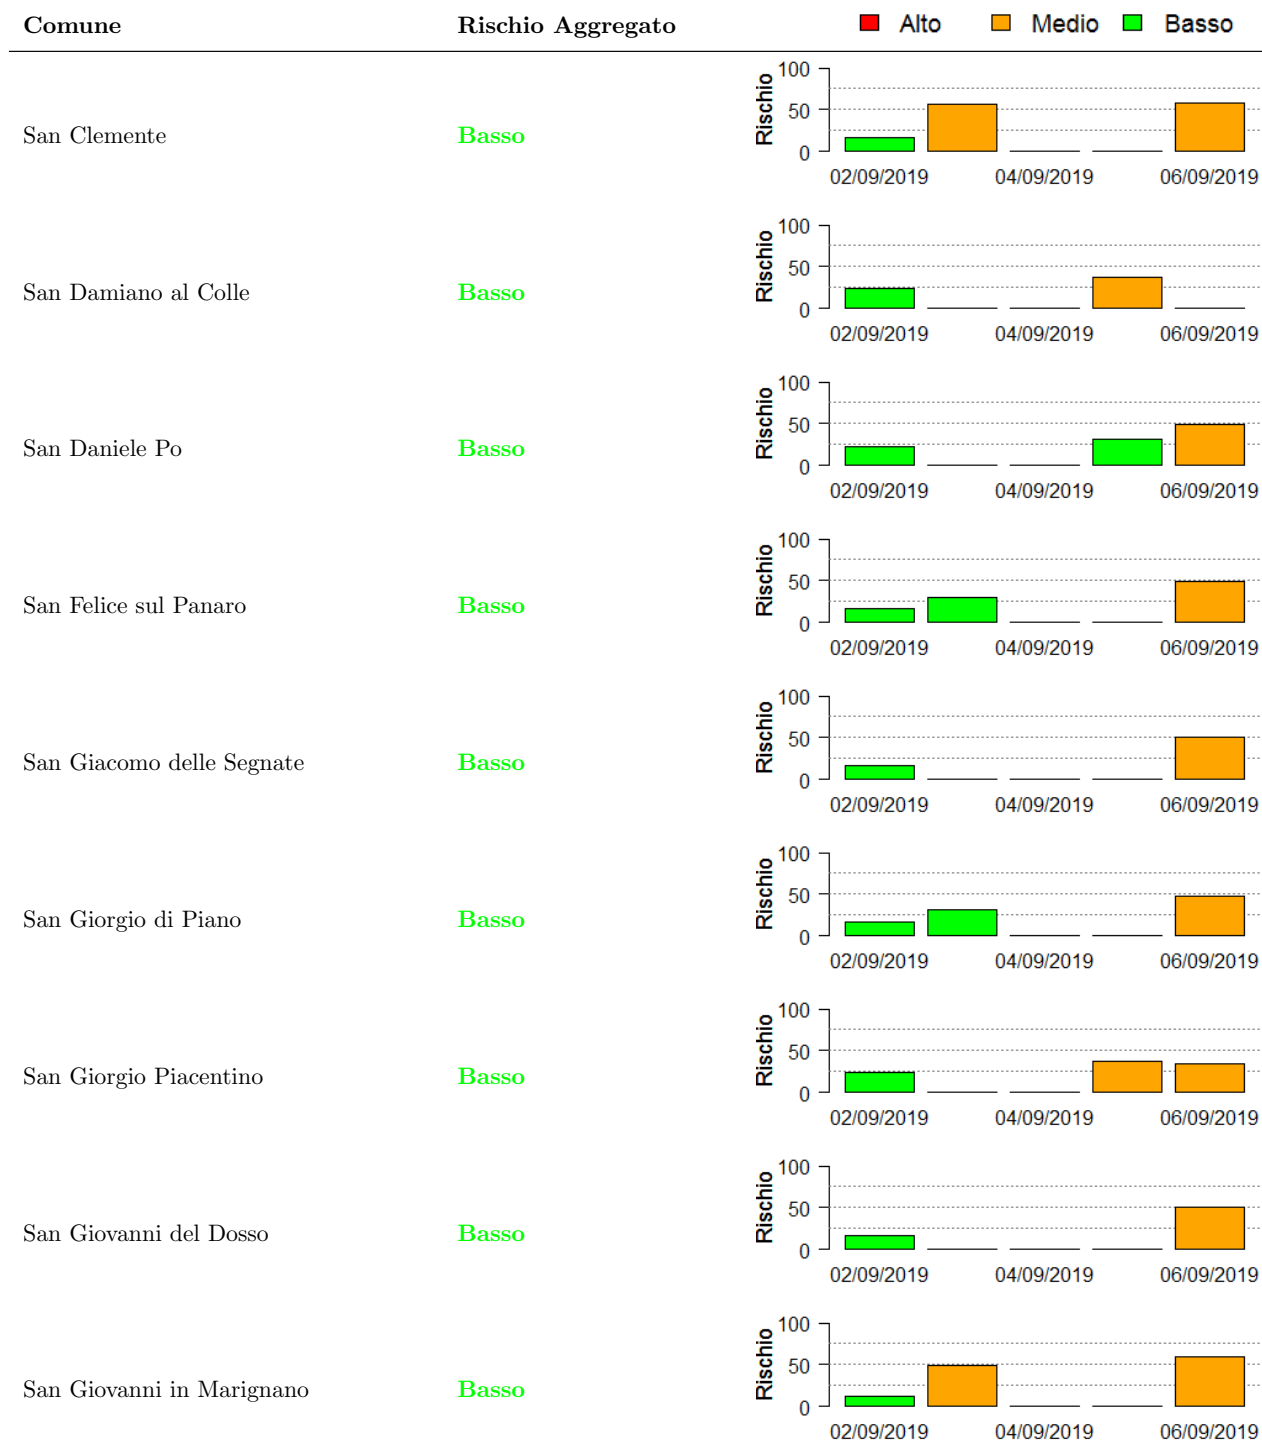 Comune Rischio Aggregato Alto Medio Basso
San Clemente Basso
Rischio
100
50
0
02/09/2019 04/09/2019 06/09/2019
San Damiano al Colle Basso
Rischio
100
50
0
02/09/2019 04/09/2019 06/09/2019
San Daniele Po Basso
Rischio
100
50
0
02/09/2019 04/09/2019 06/09/2019
San Felice sul Panaro Basso
Rischio
100
50
0
02/09/2019 04/09/2019 06/09/2019
San Giacomo delle Segnate Basso
Rischio
100
50
0
02/09/2019 04/09/2019 06/09/2019
San Giorgio di Piano Basso
Rischio
100
50
0
02/09/2019 04/09/2019 06/09/2019
San Giorgio Piacentino Basso
Rischio
100
50
0
02/09/2019 04/09/2019 06/09/2019
San Giovanni del Dosso Basso
Rischio
100
50
0
02/09/2019 04/09/2019 06/09/2019
San Giovanni in Marignano Basso
Rischio
100
50
0
02/09/2019 04/09/2019 06/09/2019